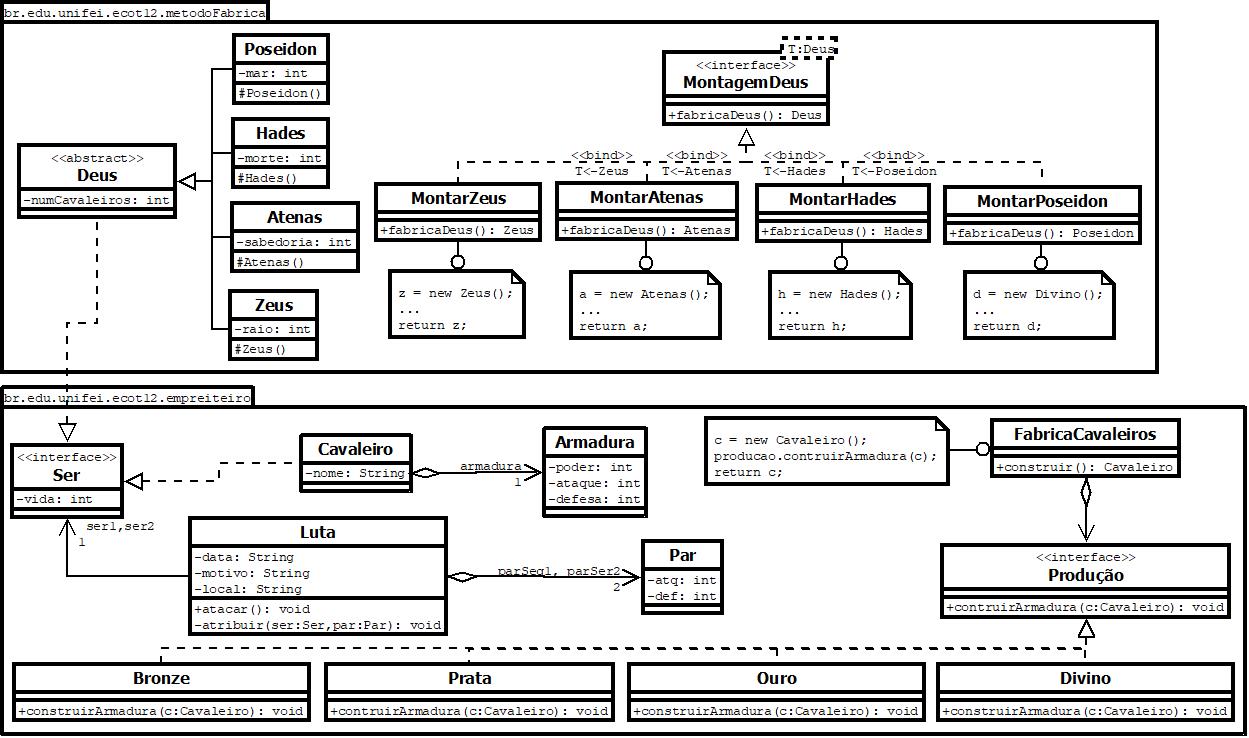 br.edu.unifei.ecot12.metodoFabrica
Poseidon
-mar: int
#Poseidon()
Hades
-morte: int
#Hades()
<<abstract>>
Deus
-numCavaleiros: int
Atenas
-sabedoria: int
#Atenas()
Zeus
-raio: int
#Zeus()
T:Deus
<<interface>>
MontagemDeus
+fabricaDeus(): Deus
<<bind>>
T<-Zeus
<<bind>>
T<-Atenas
<<bind>>
T<-Hades
<<bind>>
T<-Poseidon
MontarZeus
+fabricaDeus(): Zeus
MontarAtenas
+fabricaDeus(): Atenas
MontarHades
+fabricaDeus(): Hades
MontarPoseidon
+fabricaDeus(): Poseidon
z = new Zeus();
...
return z;
a = new Atenas();
...
return a;
h = new Hades();
...
return h;
d = new Divino();
...
return d;
br.edu.unifei.ecot12.empreiteiro
<<interface>>
Ser
-vida: int
Cavaleiro
-nome: String
armadura
1
Armadura
-poder: int
-ataque: int
-defesa: int
c = new Cavaleiro();
producao.contruirArmadura(c);
return c;
FabricaCavaleiros
+construir(): Cavaleiro
ser1,ser2
1
Luta
-data: String
-motivo: String
-local: String
+atacar(): void
-atribuir(ser:Ser,par:Par): void
parSeq1, parSer2
2
Par
-atq: int
-def: int
<<interface>>
Produção
+contruirArmadura(c:Cavaleiro): void
Bronze
+construirArmadura(c:Cavaleiro): void
Prata
+contruirArmadura(c:Cavaleiro): void
Ouro
+construirArmadura(c:Cavaleiro): void
Divino
+construirArmadura(c:Cavaleiro): void